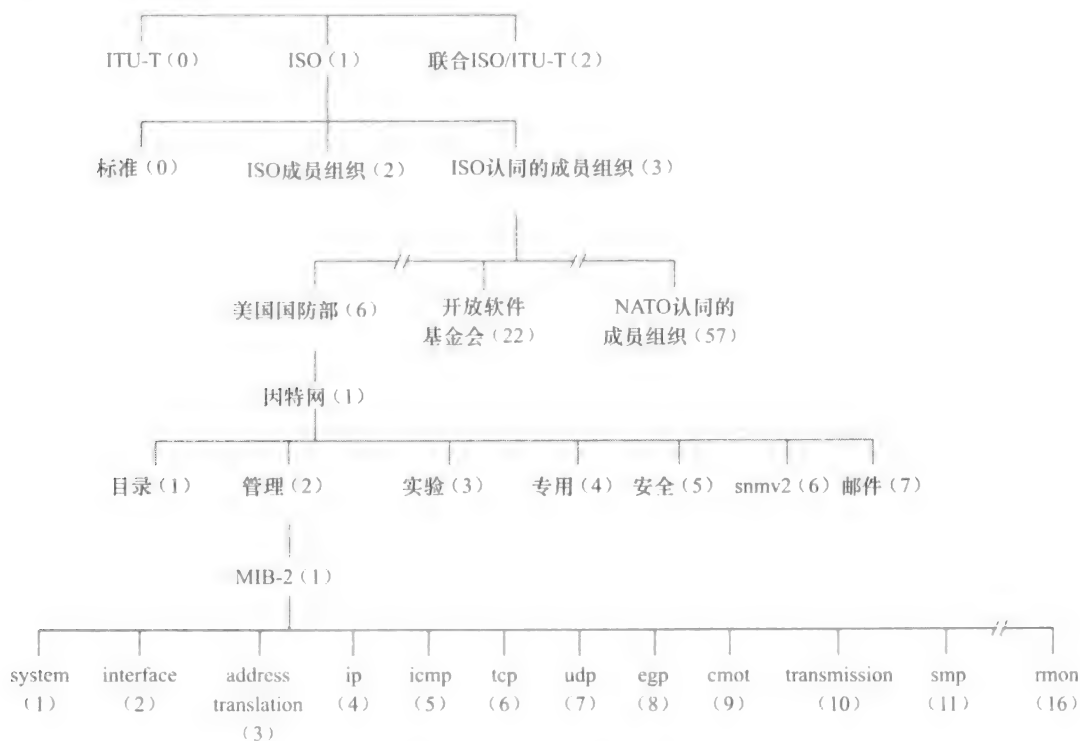 ITU-T（0） ISO（1） 联合ISO/ITU-T（2）
标准（0） ISO成员组织（2） ISO认同的成员组织（3）
美国国防部（6） 开放软件 NATO认同的
基金会（22） 成员组织（57）
因特网（1）
目录（1） 管理（2） 实验（3） 专用（4） 安全（5） snmv2（6） 邮件（7）
MIB-2（1）
system interface address ip icmp tcp udp egp cmot transmission smp rmon
（1） （2） translation （4） （5） （6） （7） （8） （9） （10） （11） （16）
（3）